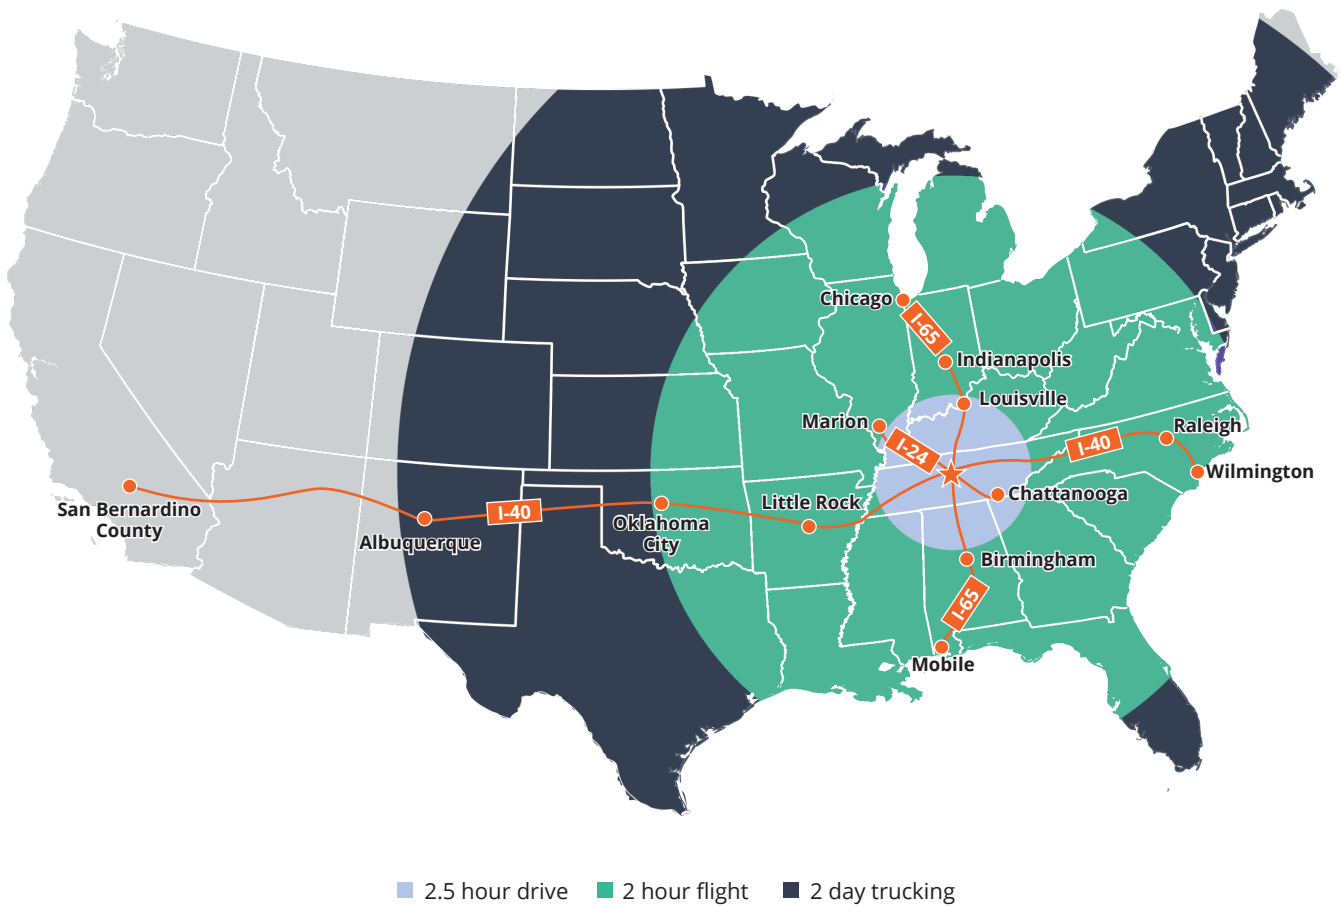 Chicago
I-65
Indianapolis
Louisville
Marion
I-24
I-40
Raleigh
Wilmington
San Bernardino
County
Albuquerque
I-40
Oklahoma
City
Little Rock
Chattanooga
Birmingham
I-65
Mobile
2.5 hour drive
2 hour flight
2 day trucking